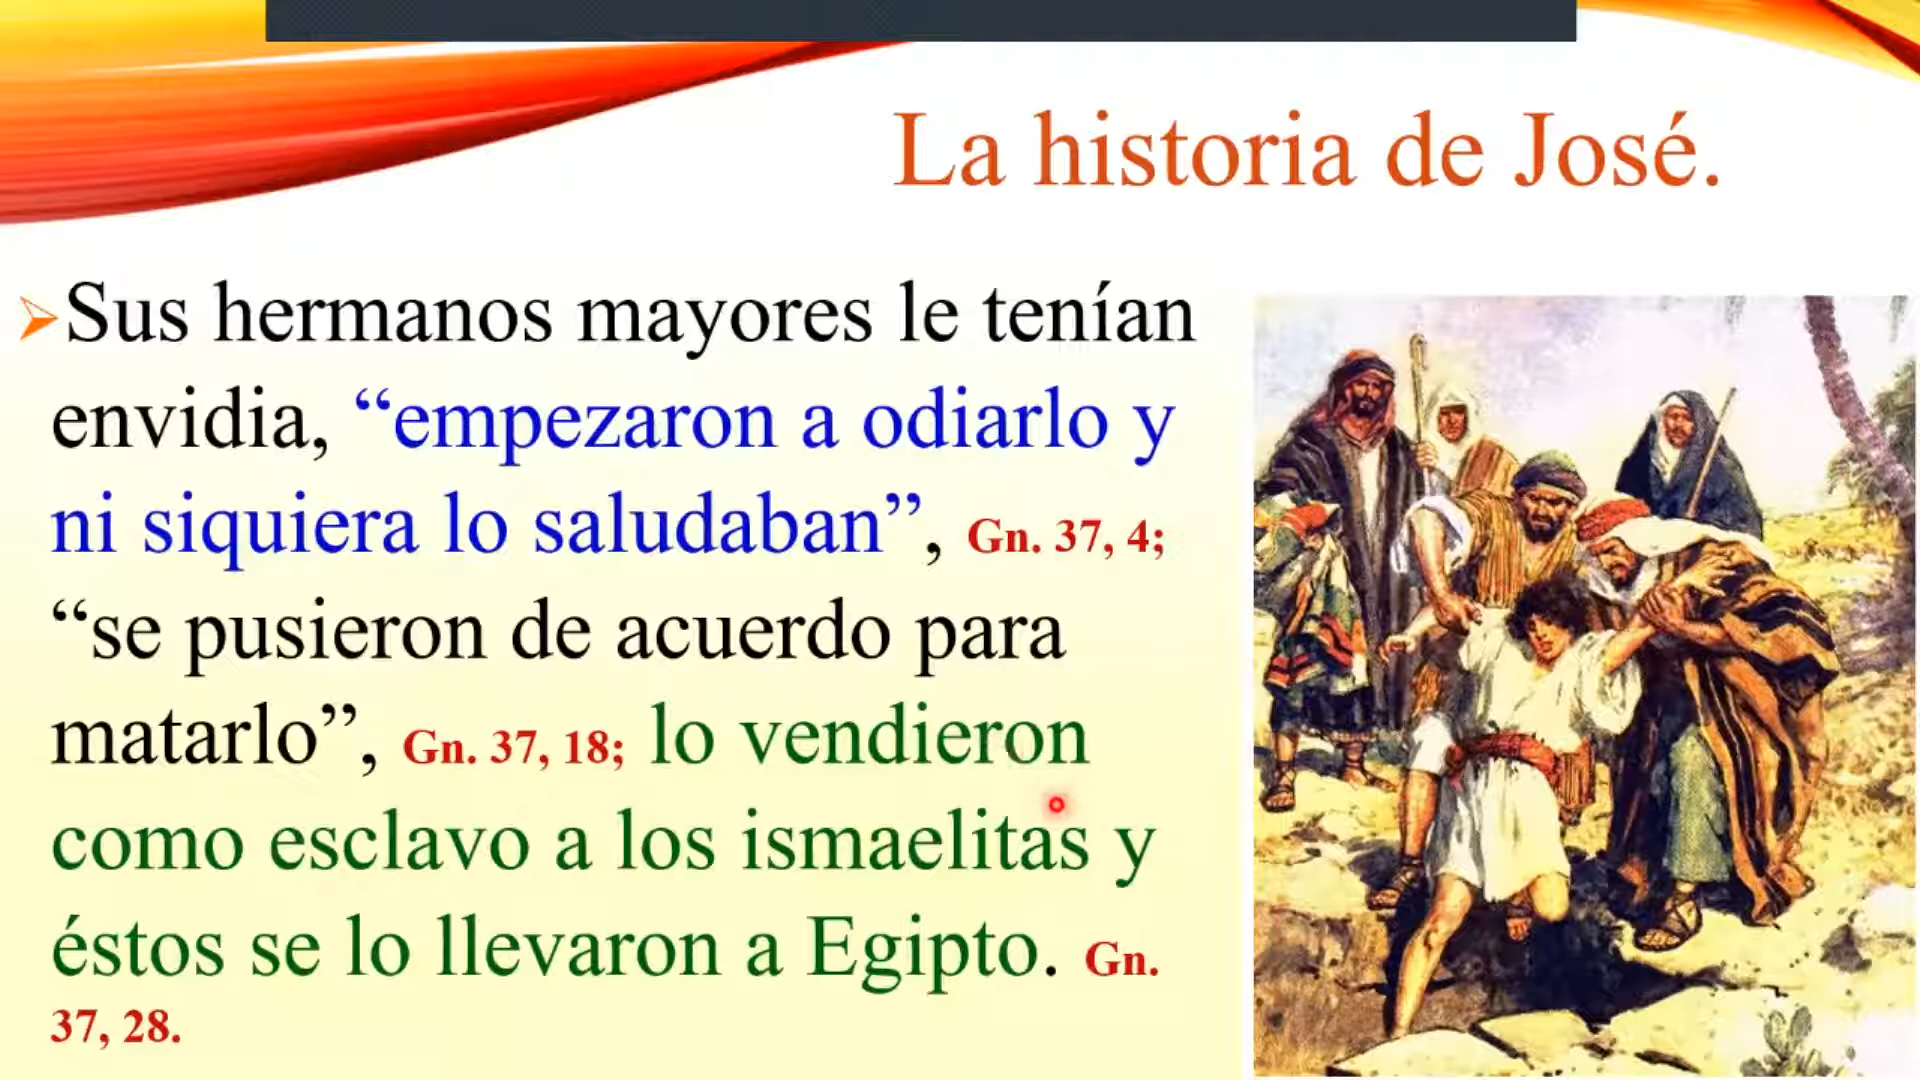 La historia de José.
Sus hermanos mayores le tenían
envidia, “empezaron a odiarlo y
ni siquiera lo saludaban”, Gn. 37, 4;
“se pusieron de acuerdo para
matarlo”, Gn. 37, 18; lo vendieron
como esclavo a los ismaelitas y
éstos se lo llevaron a Egipto. Gn.
37, 28.